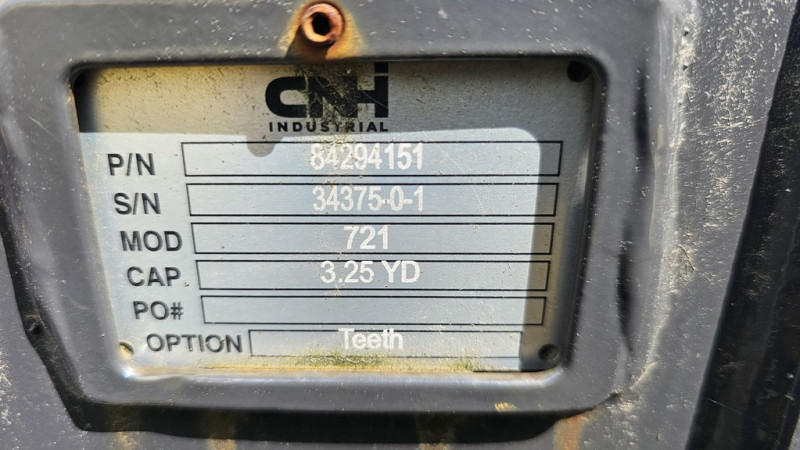 CNH
INDUSTRIAL
P/N 84294151
S/N 34375-0-1
MOD 721
CAP 3.25 YD
PO#
OPTION Teeth